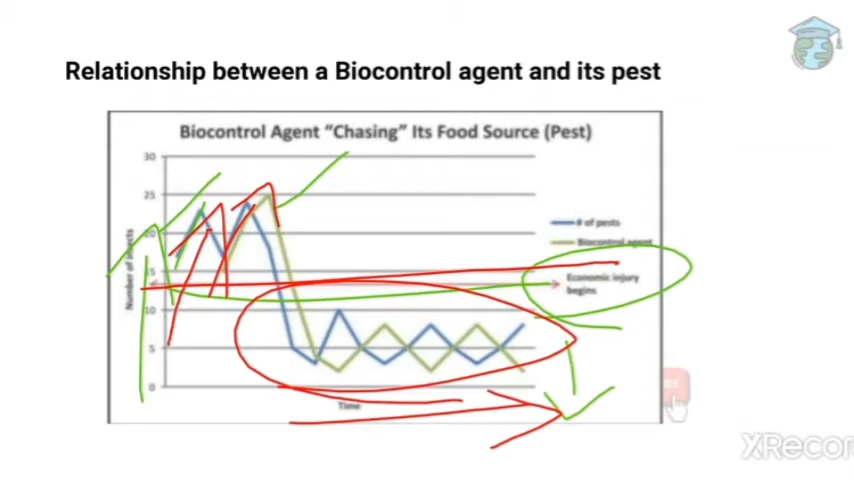 Relationship between a Biocontrol agent and its pest
Biocontrol Agent “Chasing” Its Food Source (Pest)
30
25
20
15
10
5
0
Number of insects
Time
# of pests
Biocontrol agent
Economic injury
begins
XRecor